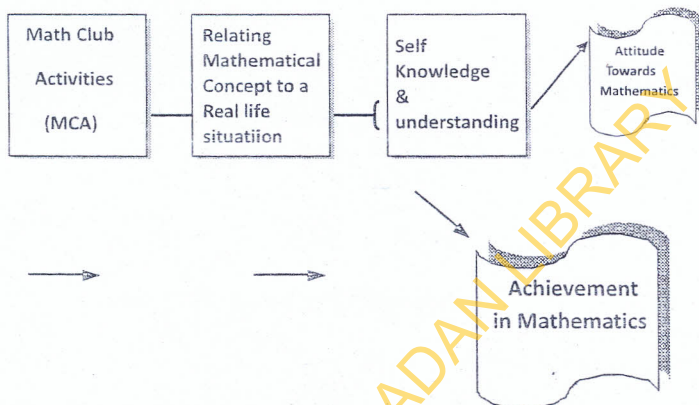 Math Club
Activities
(MCA)
Relating
Mathematical
Concept to a
Real life
situatiion
Self
Knowledge
&
understanding
Attitude
Towards
Mathematics
Achievement
in Mathematics
ADAN LIBRARY